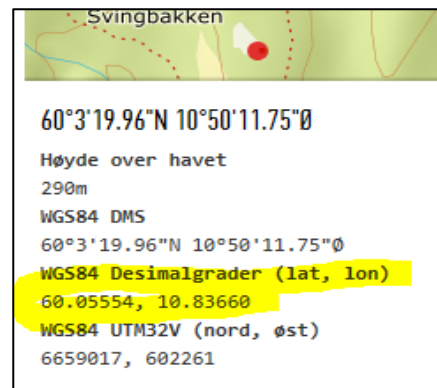 Svingbakken
60°3'19.96"N 10°50'11.75"Ø
Høyde over havet
290m
WGS84 DMS
60°3'19.96"N 10°50'11.75"Ø
WGS84 Desimalgrader (lat, lon)
60.05554, 10.83660
WGS84 UTM32V (nord, øst)
6659017, 602261